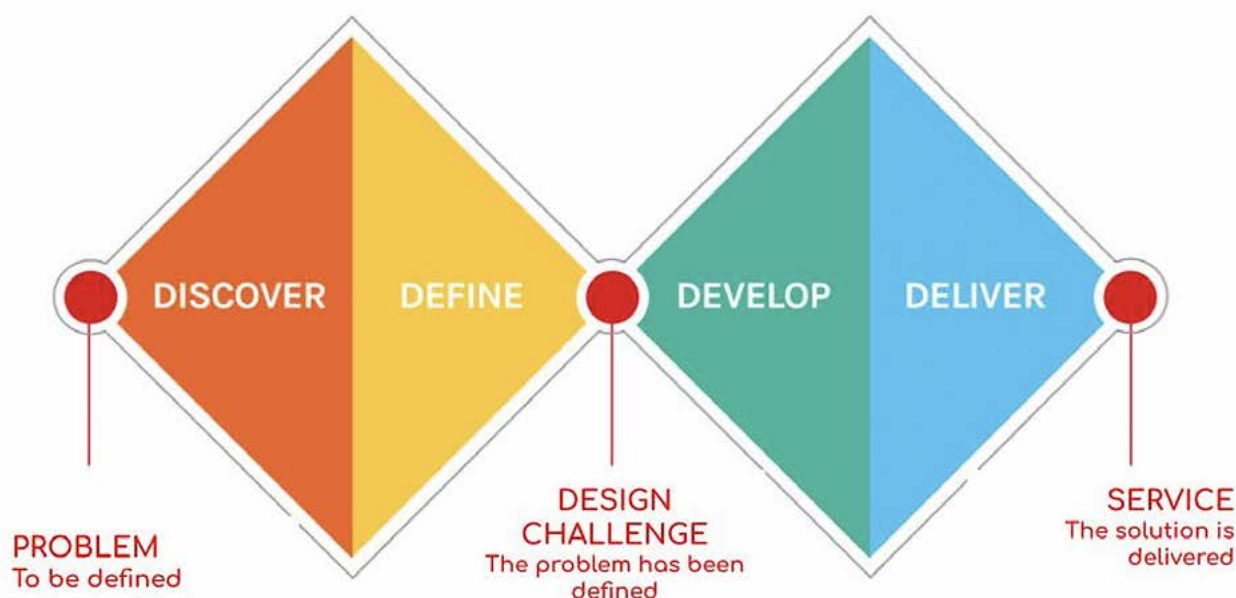 DISCOVER
DEFINE
DEVELOP
DELIVER
PROBLEM
To be defined
DESIGN
CHALLENGE
The problem has been
defined
SERVICE
The solution is
delivered